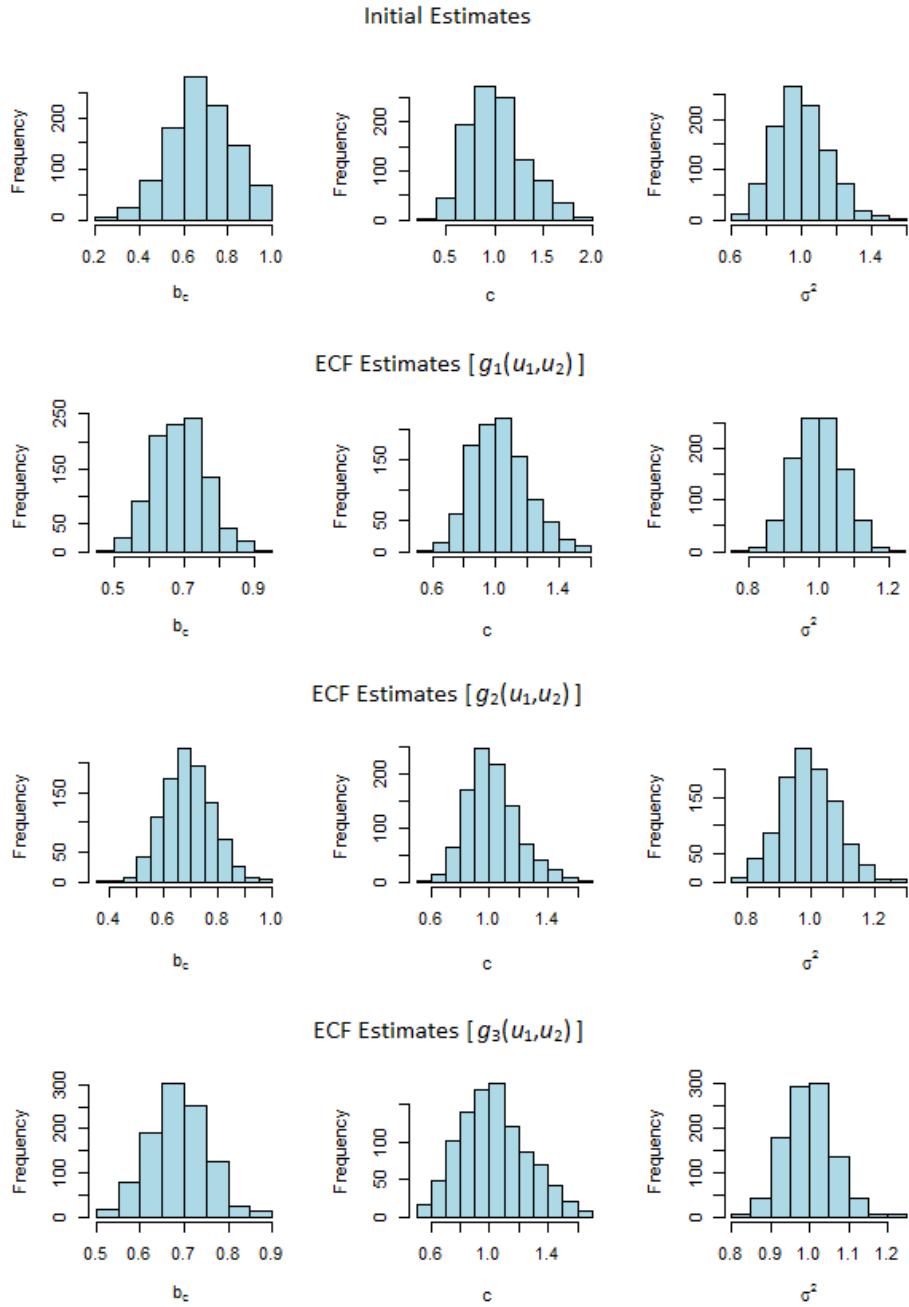 Initial Estimates
Frequency
0 100 200
0.2 0.4 0.6 0.8 1.0
b_c
Frequency
0 50 100 200
0.5 1.0 1.5 2.0
c
Frequency
0 50 100 200
0.6 1.0 1.4
σ²
ECF Estimates [g₁(u₁,u₂)]
Frequency
0 50 150 250
0.5 0.7 0.9
b_c
Frequency
0 50 150
0.6 1.0 1.4
c
Frequency
0 50 100 200
0.8 1.0 1.2
σ²
ECF Estimates [g₂(u₁,u₂)]
Frequency
0 50 150
0.4 0.6 0.8 1.0
b_c
Frequency
0 100 200
0.6 1.0 1.4
c
Frequency
0 50 150
0.8 1.0 1.2
σ²
ECF Estimates [g₃(u₁,u₂)]
Frequency
0 100 200 300
0.5 0.6 0.7 0.8 0.9
b_c
Frequency
0 50 100
0.6 1.0 1.4
c
Frequency
0 100 200 300
0.8 0.9 1.0 1.1 1.2
σ²